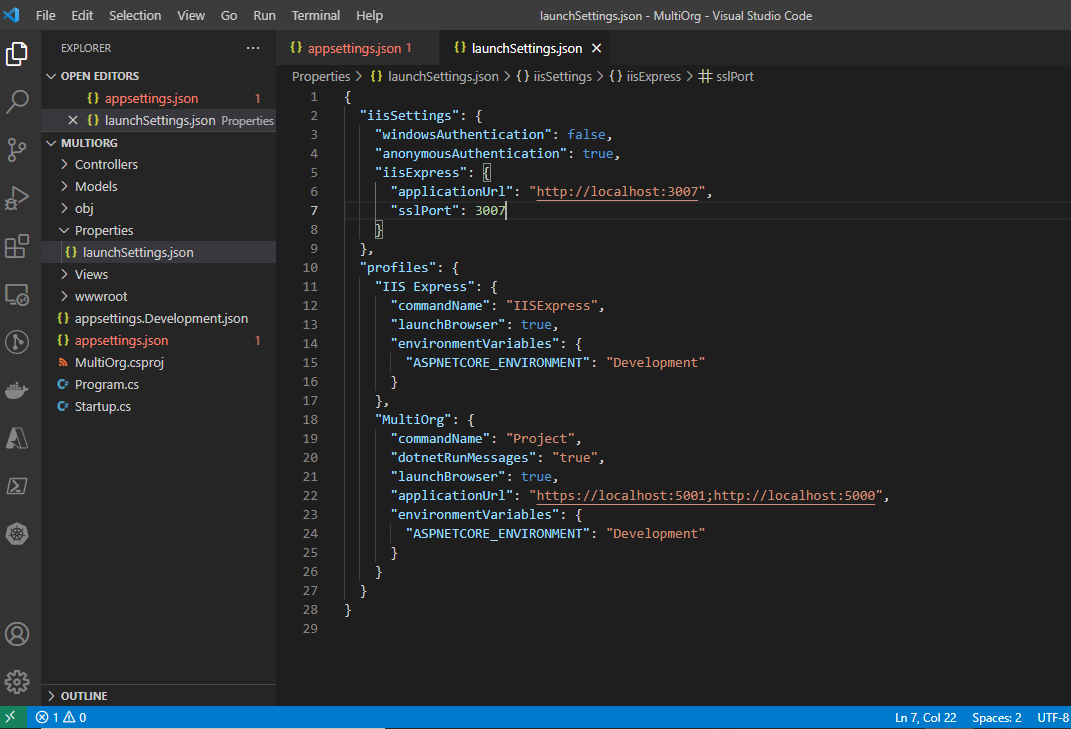 File Edit Selection View Go Run Terminal Help launchSettings.json - MultiOrg - Visual Studio Code
EXPLORER ···
OPEN EDITORS
{} appsettings.json 1
{} launchSettings.json Properties
MULTIORG
Controllers
Models
obj
Properties
{} launchSettings.json
Views
wwwroot
{} appsettings.Development.json
{} appsettings.json 1
MultiOrg.csproj
C# Program.cs
C# Startup.cs
OUTLINE
{} appsettings.json 1 {} launchSettings.json
Properties > {} launchSettings.json > {} iisSettings > {} iisExpress > sslPort
1 {
2 "iisSettings": {
3 "windowsAuthentication": false,
4 "anonymousAuthentication": true,
5 "iisExpress": {
6 "applicationUrl": "http://localhost:3007",
7 "sslPort": 3007
8 }
9 },
10 "profiles": {
11 "IIS Express": {
12 "commandName": "IISExpress",
13 "launchBrowser": true,
14 "environmentVariables": {
15 "ASPNETCORE_ENVIRONMENT": "Development"
16 }
17 },
18 "MultiOrg": {
19 "commandName": "Project",
20 "dotnetRunMessages": "true",
21 "launchBrowser": true,
22 "applicationUrl": "https://localhost:5001;http://localhost:5000",
23 "environmentVariables": {
24 "ASPNETCORE_ENVIRONMENT": "Development"
25 }
26 }
27 }
28 }
29
1 0 Ln 7, Col 22 Spaces: 2 UTF-8